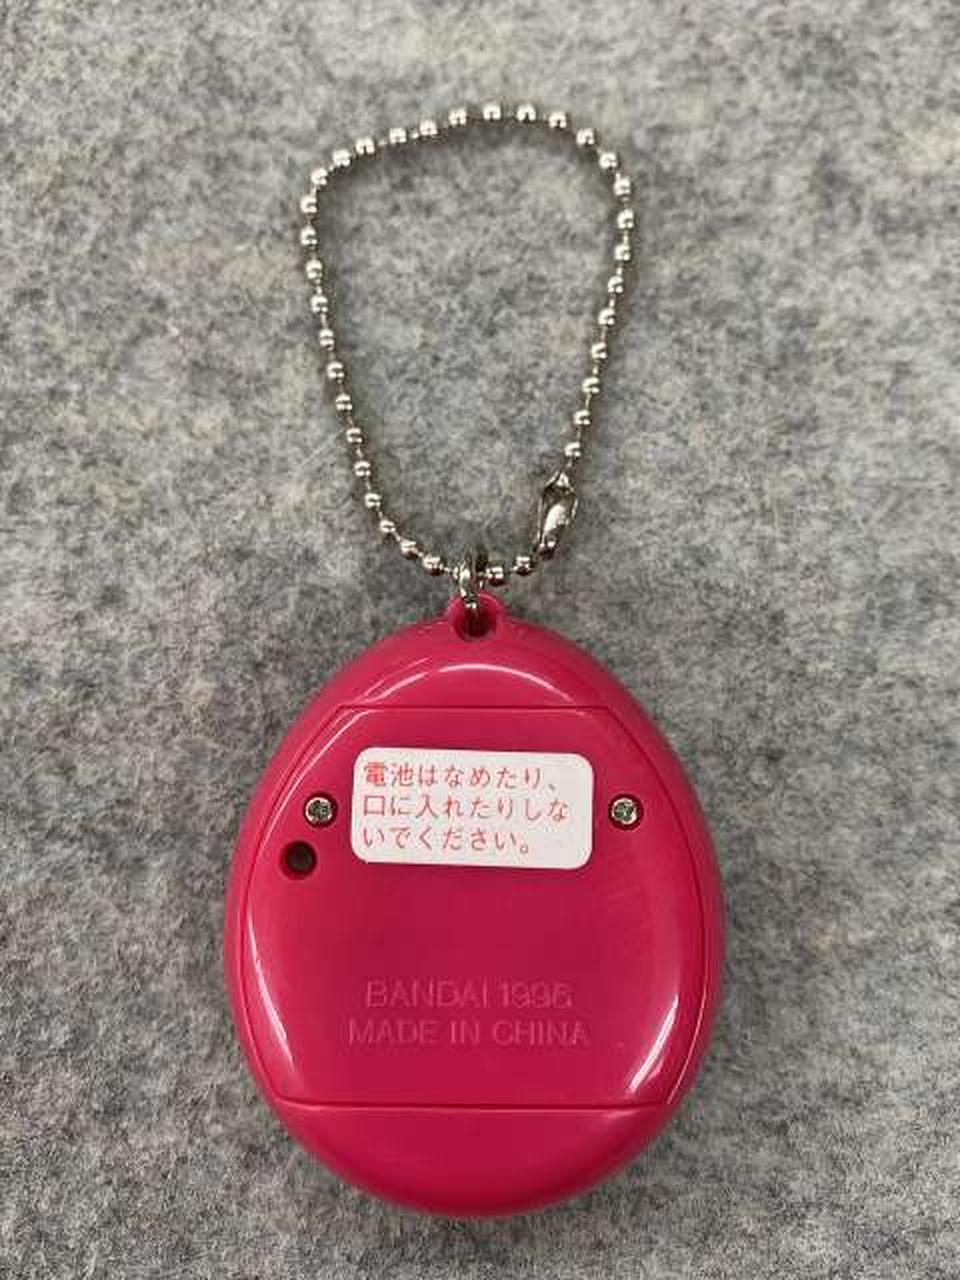 電池はなめたり、
口に入れたりしな
いでください。
BANDAI 1996
MADE IN CHINA